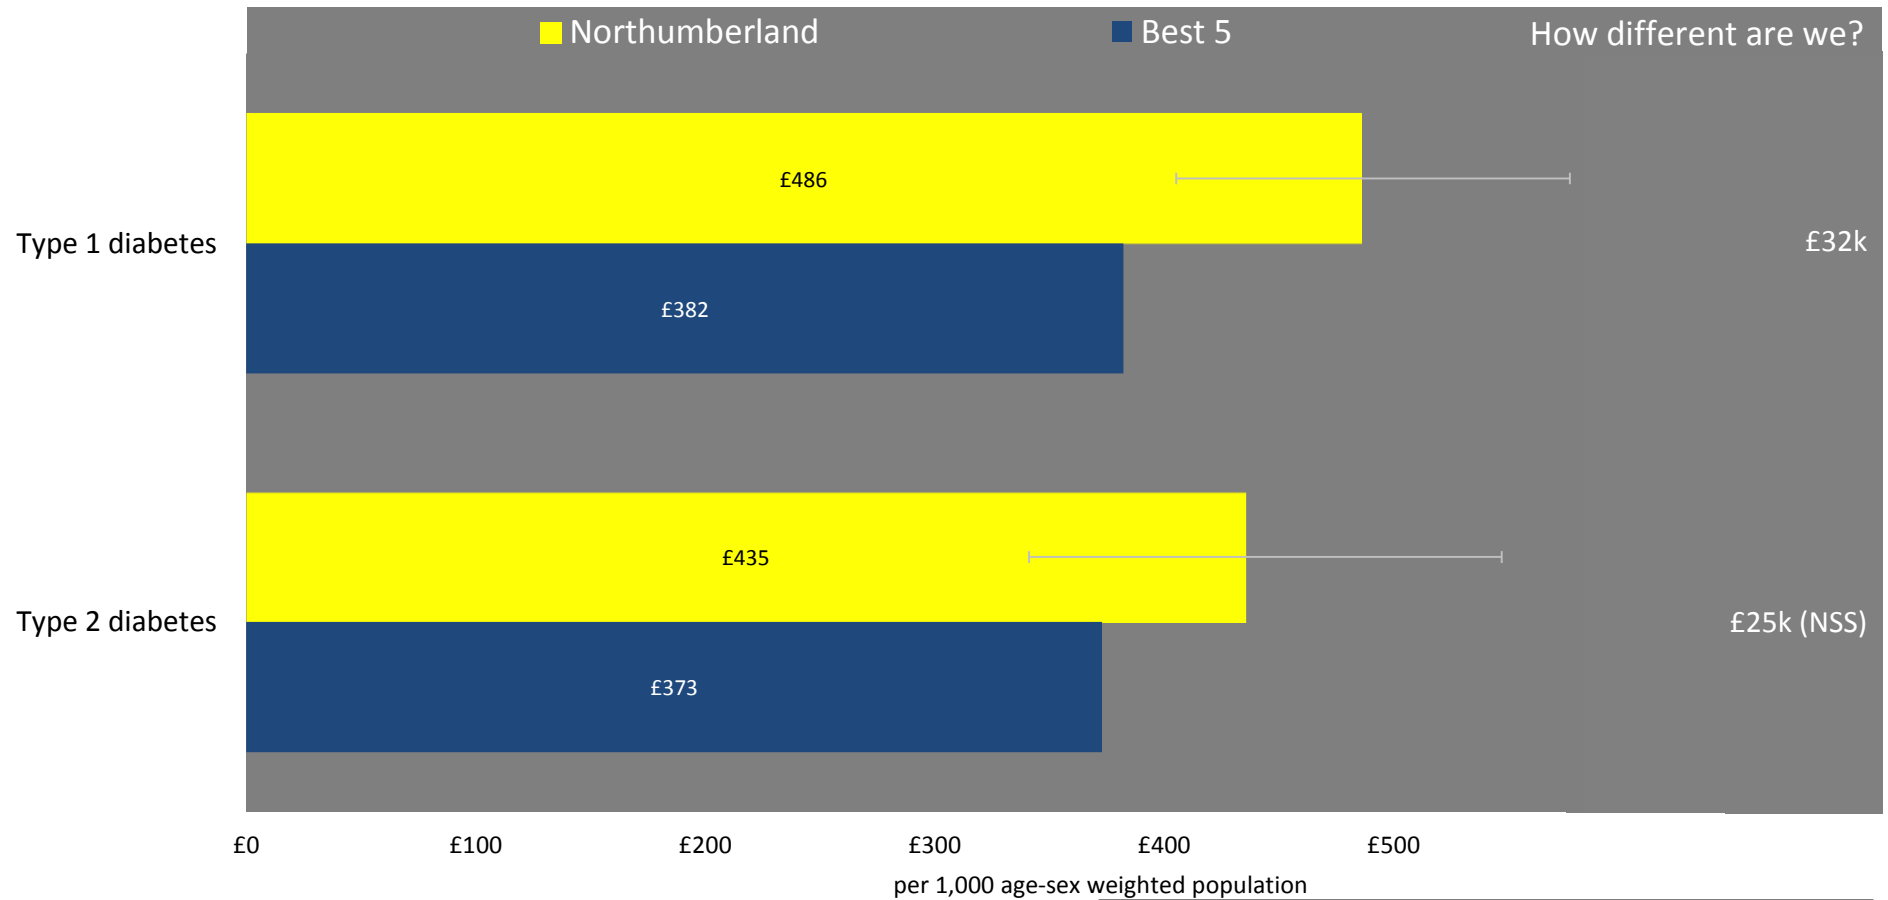 Northumberland Best 5 How different are we?
£486
Type 1 diabetes £32k
£382
£435
Type 2 diabetes £25k (NSS)
£373
£0 £100 £200 £300 £400 £500
per 1,000 age-sex weighted population